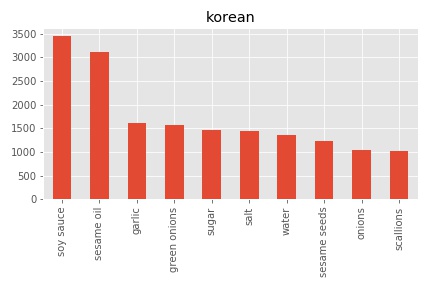 korean
3500
3000
2500
2000
1500
1000
500
0
soy sauce
sesame oil
garlic
green onions
sugar
salt
water
sesame seeds
onions
scallions